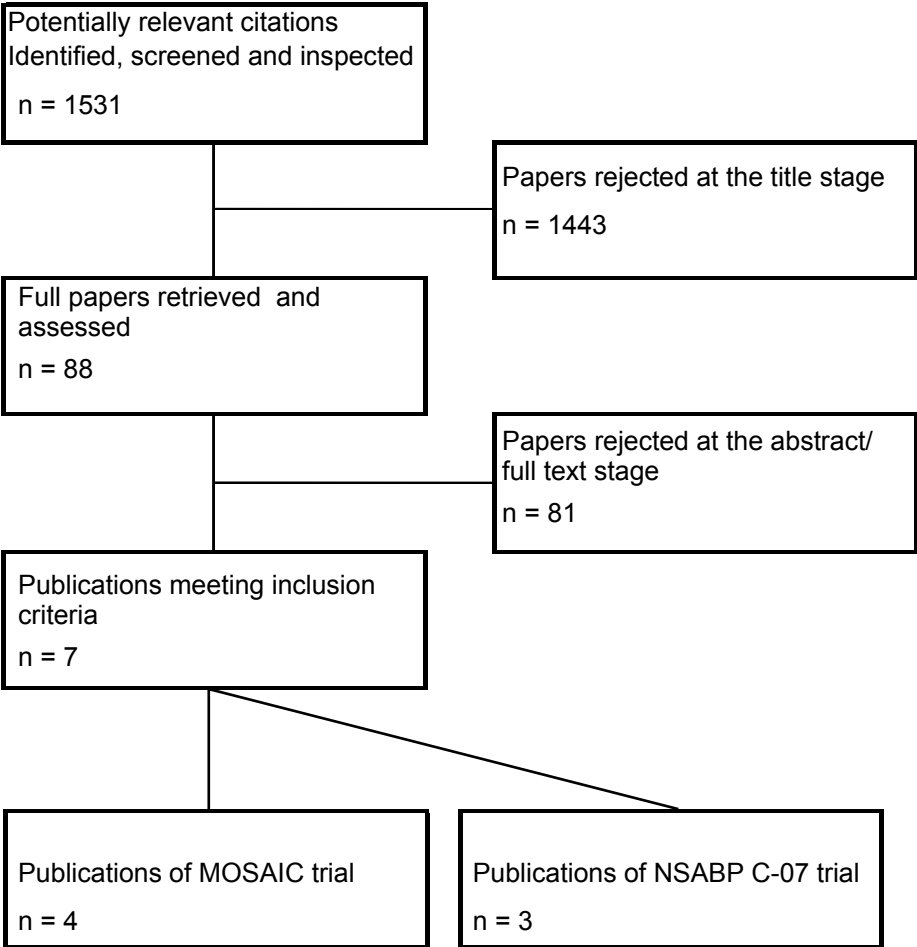 Potentially relevant citations
Identified, screened and inspected
n = 1531
Papers rejected at the title stage
n = 1443
Full papers retrieved and
assessed
n = 88
Papers rejected at the abstract/
full text stage
n = 81
Publications meeting inclusion
criteria
n = 7
Publications of MOSAIC trial
n = 4
Publications of NSABP C-07 trial
n = 3